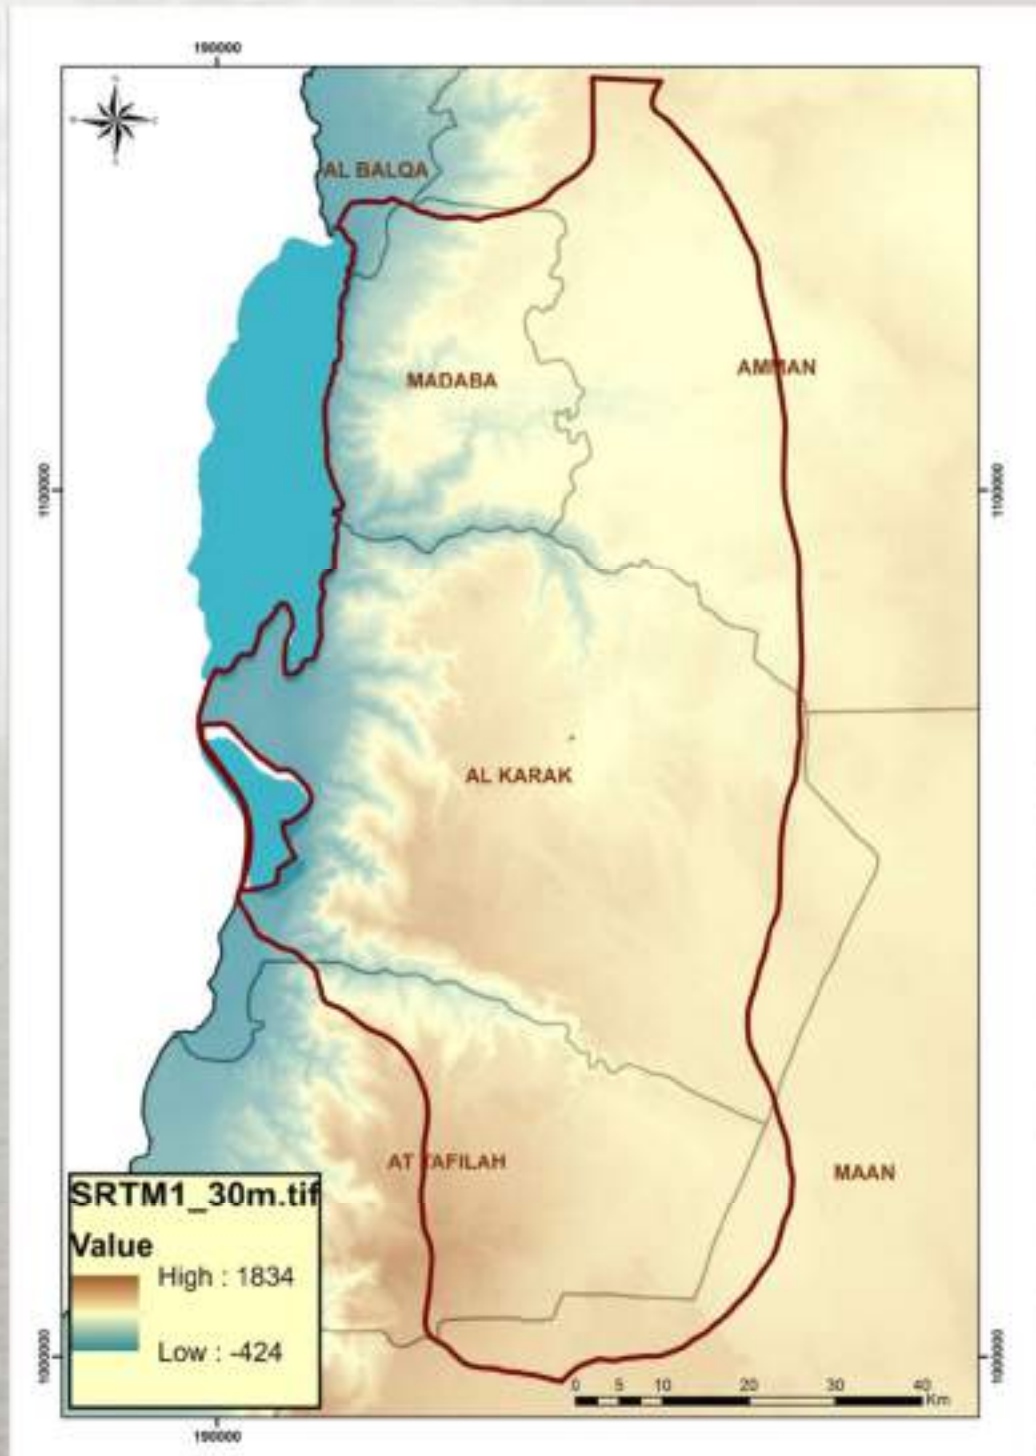 190000
AL BALQA
MADABA
AMMAN
1100000
1100000
AL KARAK
AT TAFILAH
MAAN
SRTM1_30m.tif
Value
High : 1834
Low : -424
1000000
1000000
0 5 10 20 30 40
Km
190000